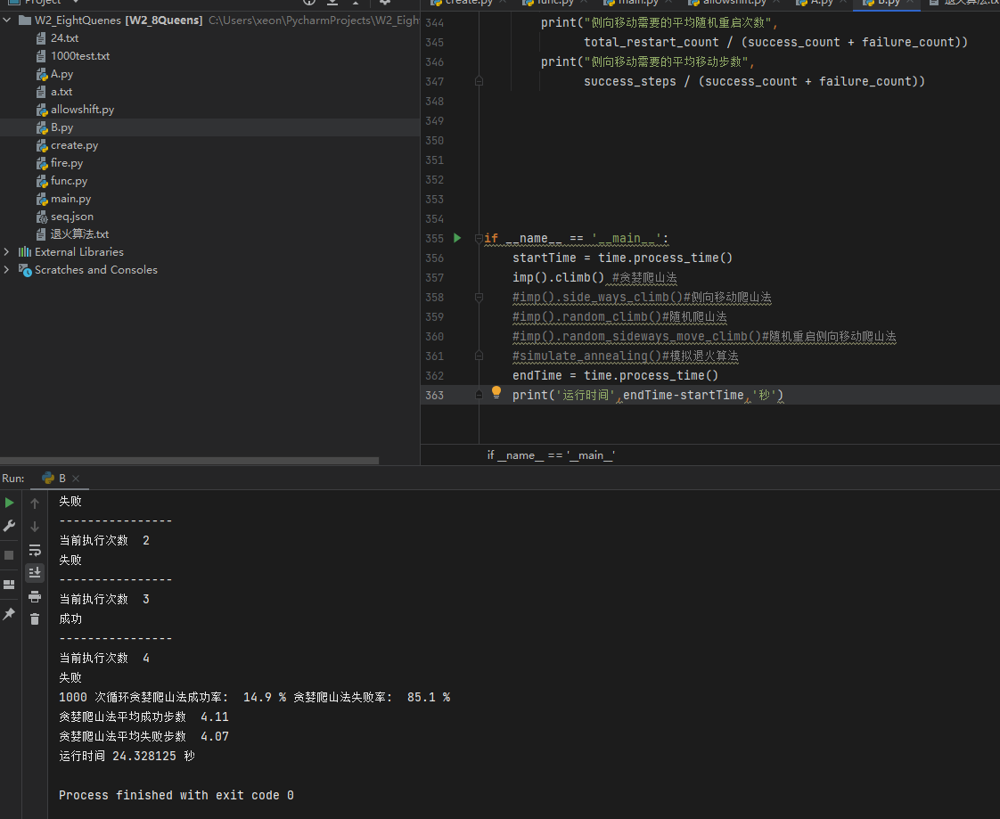 Project
W2_EightQuenes [W2_8Queens] C:\Users\xeon\PycharmProjects\W2_Eigh
24.txt
1000test.txt
A.py
a.txt
allowshift.py
B.py
create.py
fire.py
func.py
main.py
seq.json
退火算法.txt
External Libraries
Scratches and Consoles
create.py
func.py
main.py
allowshift.py
A.py
B.py
退火算法.tx
344 print("侧向移动需要的平均随机重启次数",
345 total_restart_count / (success_count + failure_count))
346 print("侧向移动需要的平均移动步数",
347 success_steps / (success_count + failure_count))
348
349
350
351
352
353
354
355 if __name__ == '__main__':
356 startTime = time.process_time()
357 imp().climb() #贪婪爬山法
358 #imp().side_ways_climb()#侧向移动爬山法
359 #imp().random_climb()#随机爬山法
360 #imp().random_sideways_move_climb()#随机重启侧向移动爬山法
361 #simulate_annealing()#模拟退火算法
362 endTime = time.process_time()
363 print('运行时间',endTime-startTime,'秒')
if __name__ == '__main__'
Run: B
失败
----------------
当前执行次数 2
失败
----------------
当前执行次数 3
成功
----------------
当前执行次数 4
失败
1000 次循环贪婪爬山法成功率: 14.9 % 贪婪爬山法失败率: 85.1 %
贪婪爬山法平均成功步数 4.11
贪婪爬山法平均失败步数 4.07
运行时间 24.328125 秒
Process finished with exit code 0